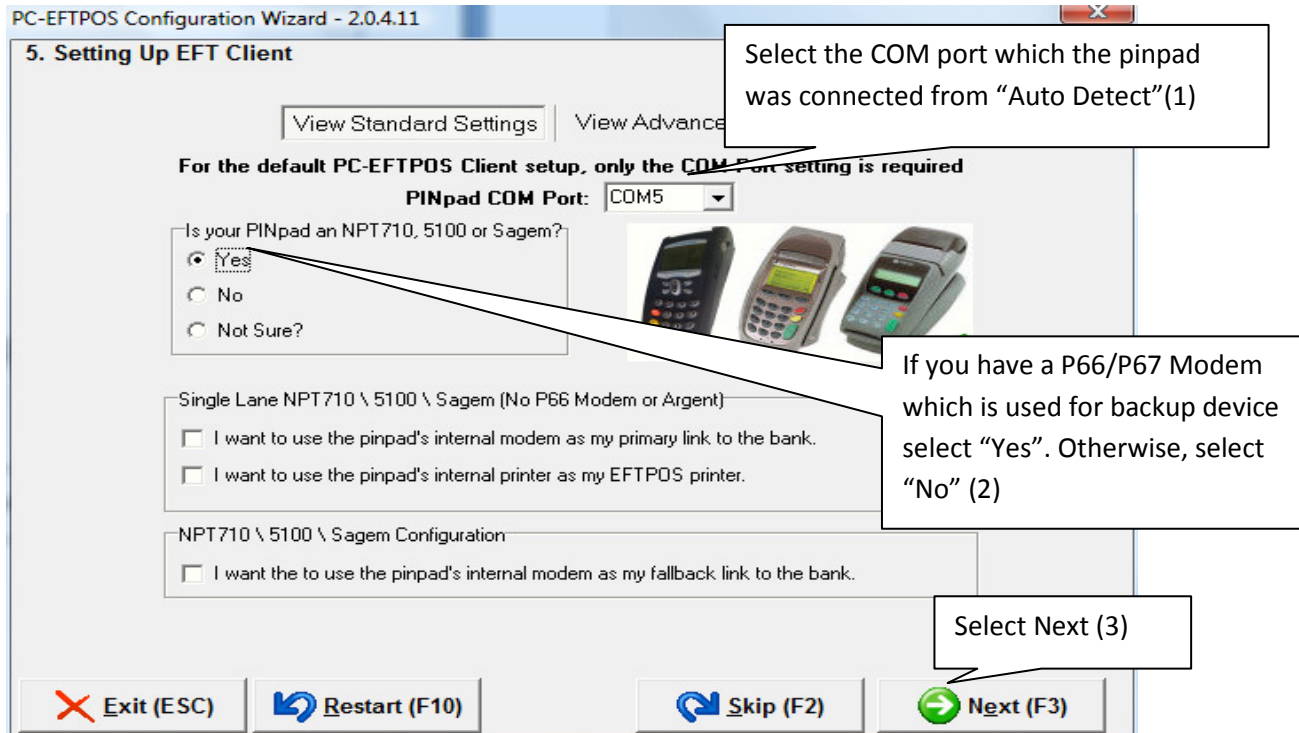 PC-EFTPOS Configuration Wizard - 2.0.4.11
5. Setting Up EFT Client
Select the COM port which the pinpad
was connected from “Auto Detect”(1)
View Standard Settings
View Advance
For the default PC-EFTPOS Client setup, only the COM Port setting is required
PINpad COM Port: COM5
Is your PINpad an NPT710, 5100 or Sagem?
Yes
No
Not Sure?
If you have a P66/P67 Modem
which is used for backup device
select “Yes”. Otherwise, select
“No” (2)
Single Lane NPT710 \ 5100 \ Sagem (No P66 Modem or Argent)
I want to use the pinpad's internal modem as my primary link to the bank.
I want to use the pinpad's internal printer as my EFTPOS printer.
NPT710 \ 5100 \ Sagem Configuration
I want the to use the pinpad's internal modem as my fallback link to the bank.
Select Next (3)
Exit (ESC)
Restart (F10)
Skip (F2)
Next (F3)